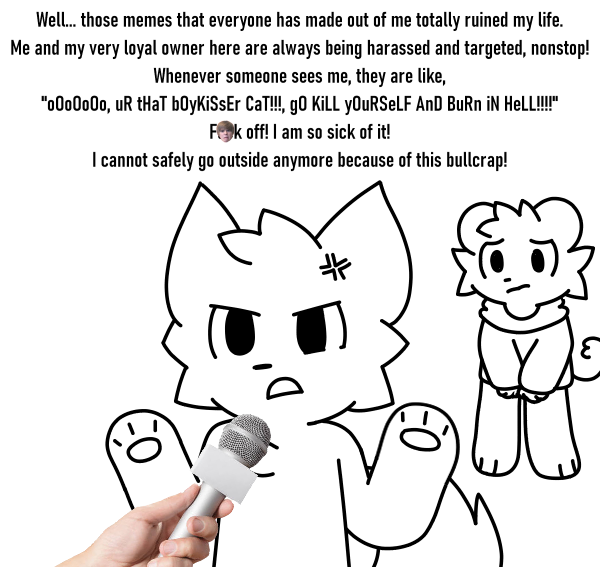 Well... those memes that everyone has made out of me totally ruined my life.
Me and my very loyal owner here are always being harassed and targeted, nonstop!
Whenever someone sees me, they are like,
"oOoOoOo, uR tHaT bOyKiSsEr CaT!!!, gO KiLL yOuRSeLF AnD BuRn iN HeLL!!!!"
F k off! I am so sick of it!
I cannot safely go outside anymore because of this bullcrap!